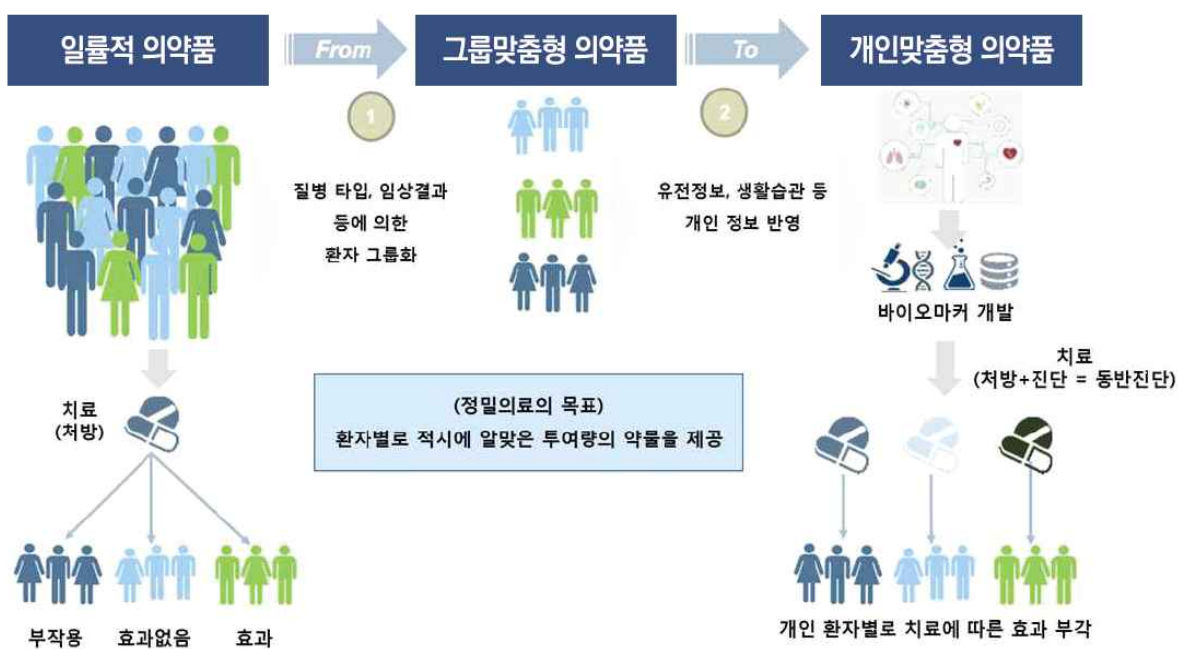 일률적 의약품
From
그룹맞춤형 의약품
To
개인맞춤형 의약품
1
질병 타입, 임상결과
등에 의한
환자 그룹화
2
유전정보, 생활습관 등
개인 정보 반영
바이오마커 개발
치료
(처방)
(정밀의료의 목표)
환자별로 적시에 알맞은 투여량의 약물을 제공
치료
(처방+진단 = 동반진단)
부작용
효과없음
효과
개인 환자별로 치료에 따른 효과 부각